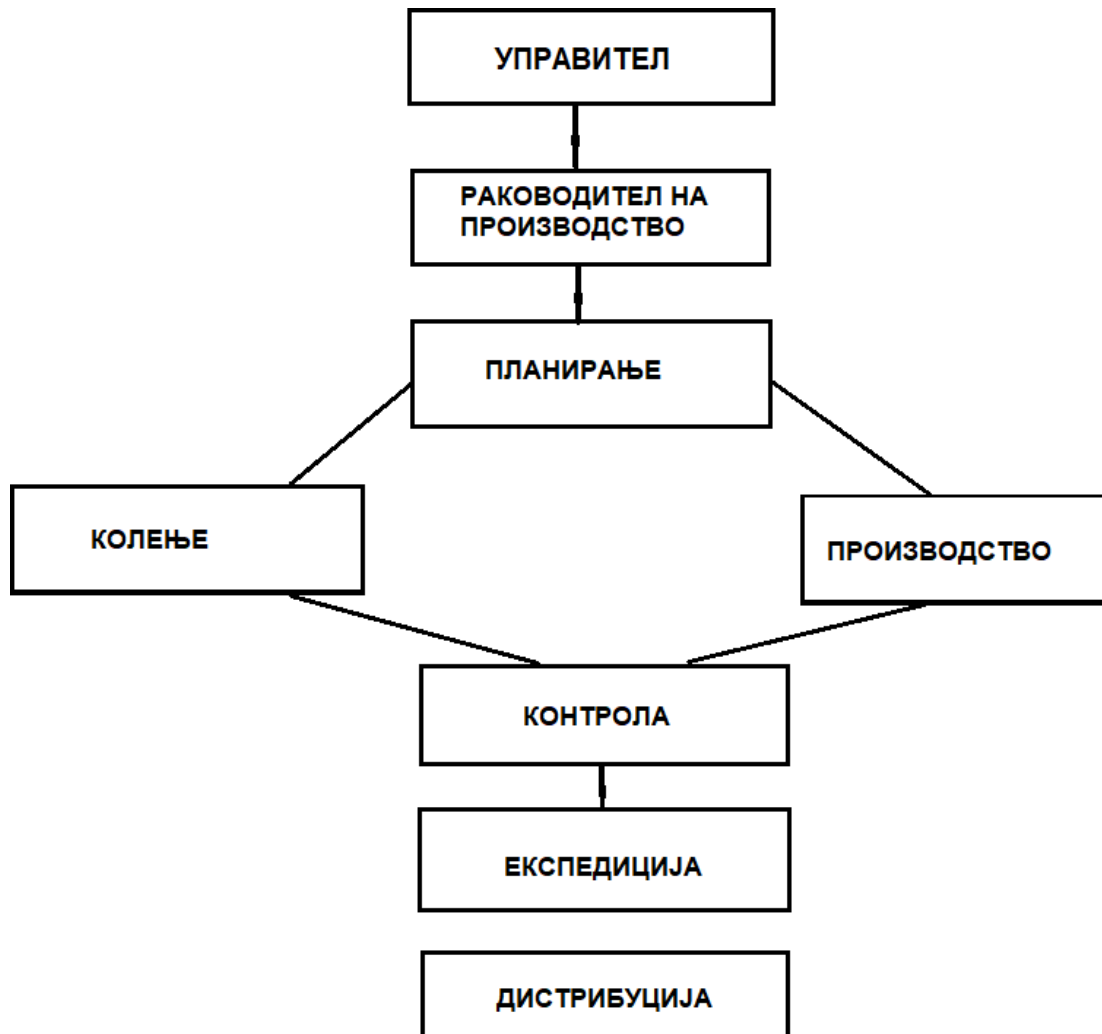 УПРАВИТЕЛ
РАКОВОДИТЕЛ НА
ПРОИЗВОДСТВО
ПЛАНИРАЊЕ
КОЛЕЊЕ
ПРОИЗВОДСТВО
КОНТРОЛА
ЕКСПЕДИЦИЈА
ДИСТРИБУЦИЈА